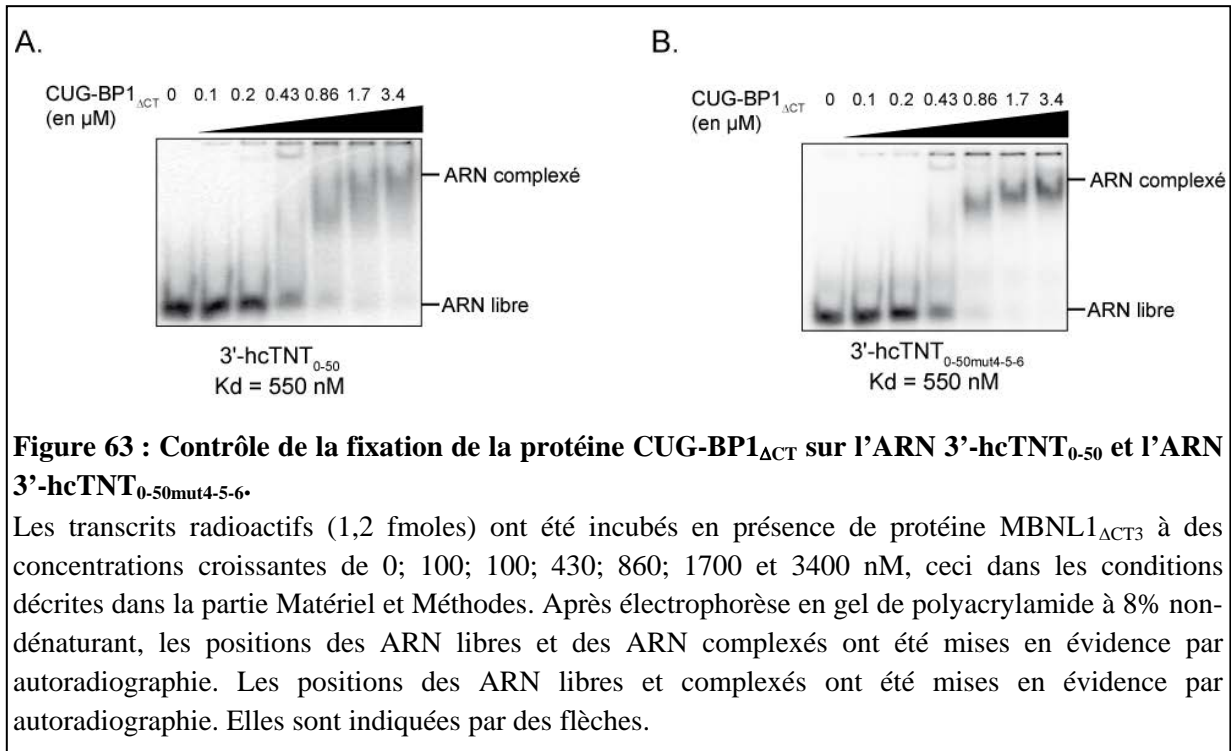 A.
CUG-BP1ΔCT 0 0.1 0.2 0.43 0.86 1.7 3.4
(en µM)
ARN complexé
ARN libre
3'-hcTNT0-50
Kd = 550 nM
B.
CUG-BP1ΔCT 0 0.1 0.2 0.43 0.86 1.7 3.4
(en µM)
ARN complexé
ARN libre
3'-hcTNT0-50mut4-5-6
Kd = 550 nM
Figure 63 : Contrôle de la fixation de la protéine CUG-BP1ΔCT sur l’ARN 3’-hcTNT0-50 et l’ARN
3’-hcTNT0-50mut4-5-6.
Les transcrits radioactifs (1,2 fmoles) ont été incubés en présence de protéine MBNL1ΔCT3 à des
concentrations croissantes de 0; 100; 100; 430; 860; 1700 et 3400 nM, ceci dans les conditions
décrites dans la partie Matériel et Méthodes. Après électrophorèse en gel de polyacrylamide à 8% non-
dénaturant, les positions des ARN libres et des ARN complexés ont été mises en évidence par
autoradiographie. Les positions des ARN libres et complexés ont été mises en évidence par
autoradiographie. Elles sont indiquées par des flèches.